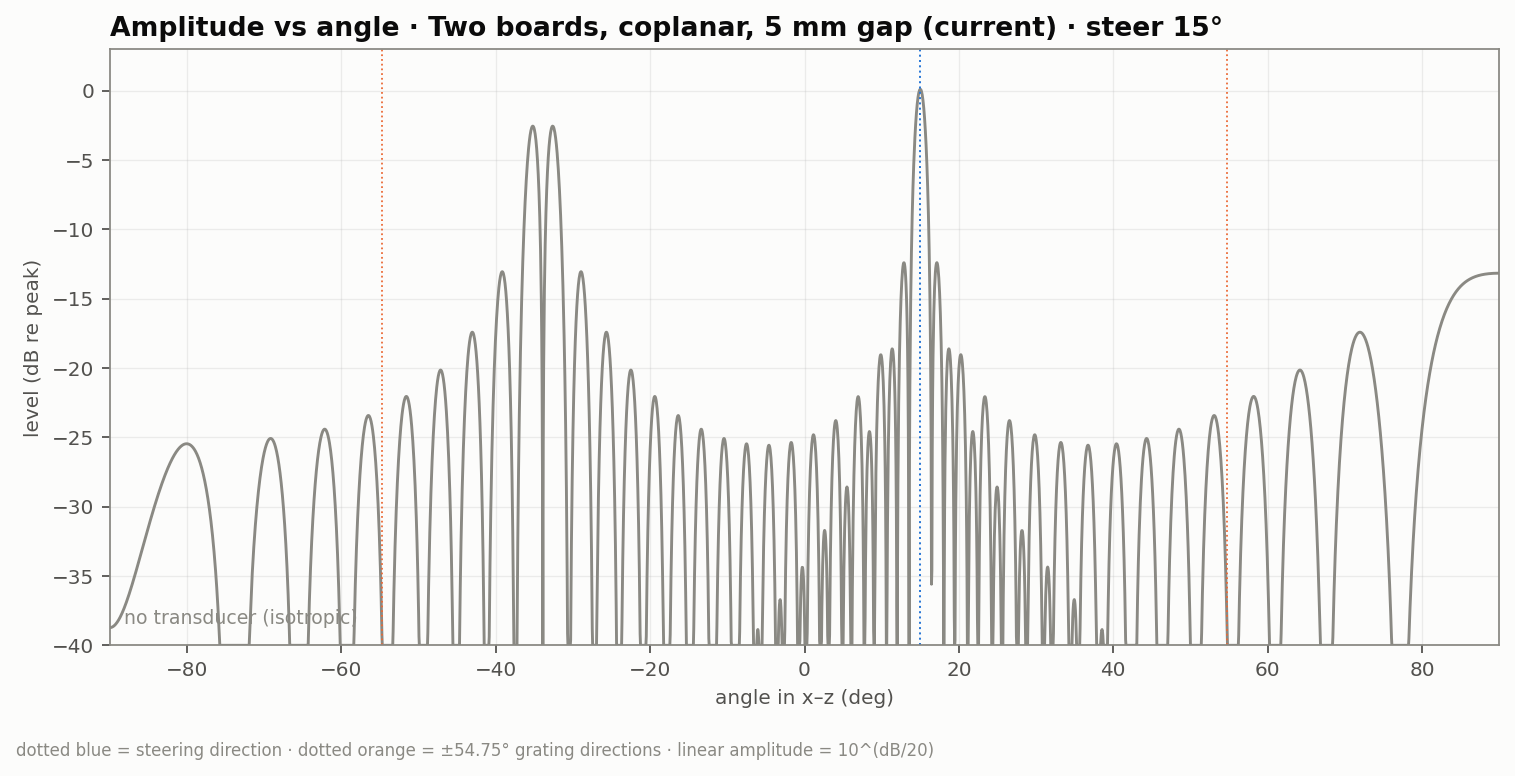 Amplitude vs angle · Two boards, coplanar, 5 mm gap (current) · steer 15°
0
−5
−10
−15
−20
−25
−30
−35
−40
level (dB re peak)
no transducer (isotropic)
−80 −60 −40 −20 0 20 40 60 80
angle in x–z (deg)
dotted blue = steering direction · dotted orange = ±54.75° grating directions · linear amplitude = 10^(dB/20)